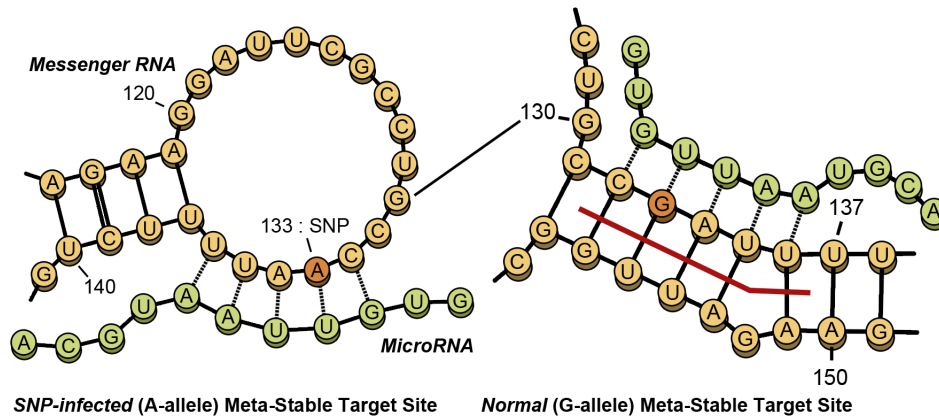 Messenger RNA
120
A G A A G G A U U C G C C U G C C A A U U U U C U G
133 : SNP
140
A C G U A A U U G U G
MicroRNA
SNP-infected (A-allele) Meta-Stable Target Site
130
C U G C C G A U U U U
G U G U U A A U G C A
137
C G G U U A G A A G
150
Normal (G-allele) Meta-Stable Target Site